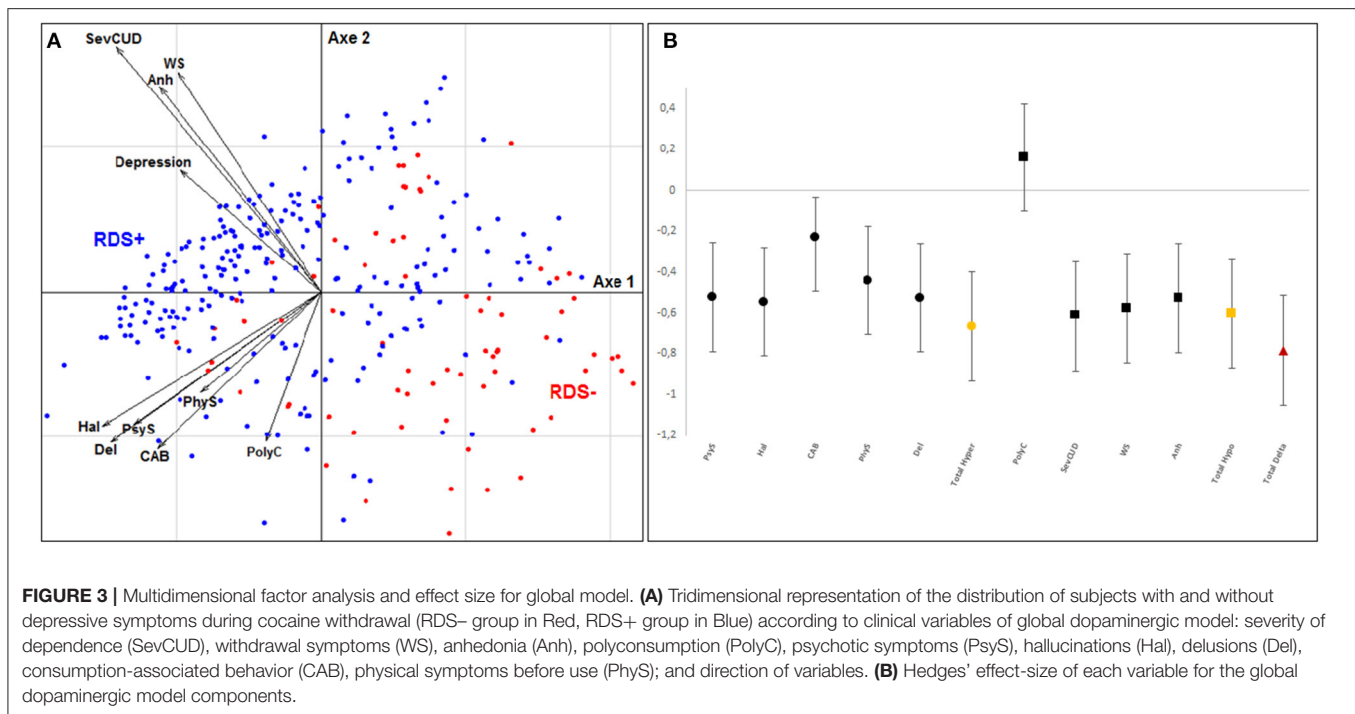 A
Axe 2
SevCUD
WS
Anh
Depression
RDS+
Axe 1
RDS-
PhyS
Hal
PsyS
Del
CAB
PolyC
B
0,4
0,2
0
-0,2
-0,4
-0,6
-0,8
-1
-1,2
PsyS
Hal
CAB
PhyS
Del
Total Hyper
PolyC
SevCUD
WS
Anh
Total Hypo
Total Delta
FIGURE 3 | Multidimensional factor analysis and effect size for global model. (A) Tridimensional representation of the distribution of subjects with and without
depressive symptoms during cocaine withdrawal (RDS– group in Red, RDS+ group in Blue) according to clinical variables of global dopaminergic model: severity of
dependence (SevCUD), withdrawal symptoms (WS), anhedonia (Anh), polyconsumption (PolyC), psychotic symptoms (PsyS), hallucinations (Hal), delusions (Del),
consumption-associated behavior (CAB), physical symptoms before use (PhyS); and direction of variables. (B) Hedges' effect-size of each variable for the global
dopaminergic model components.